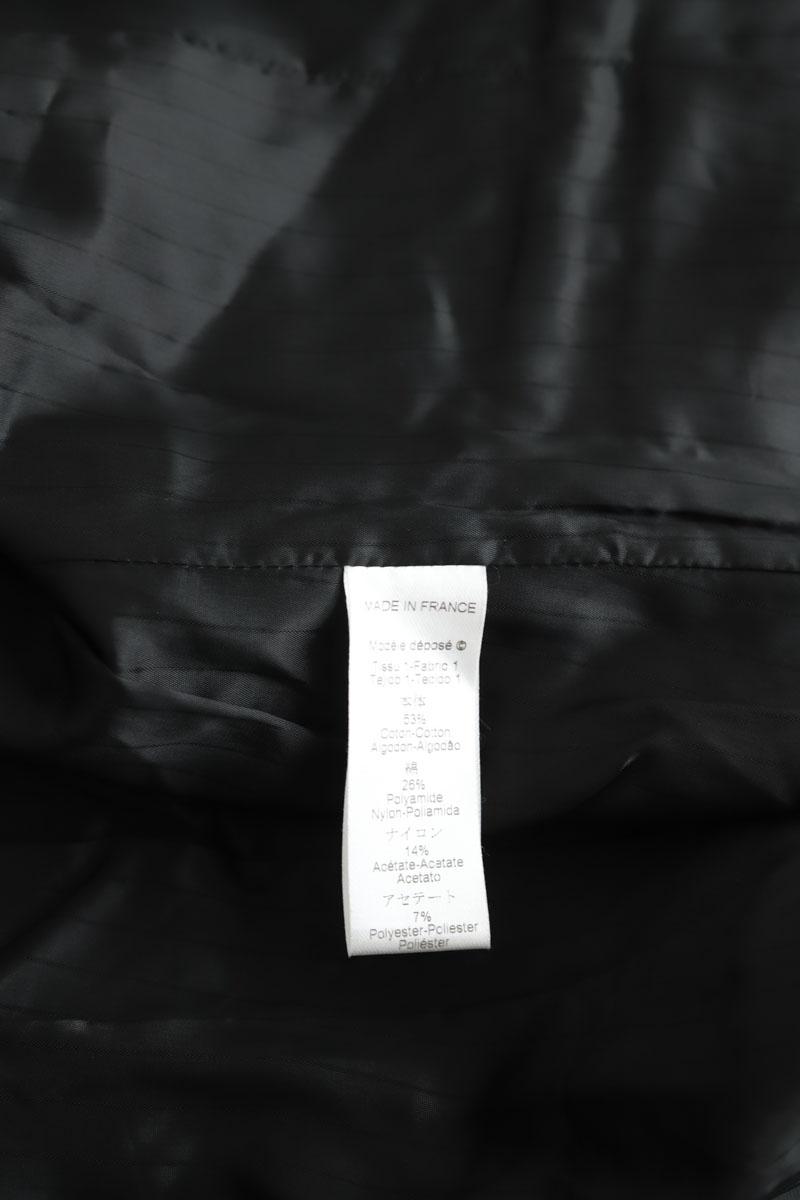 MADE IN FRANCE
Modèle déposé ©
Tissu 1-Fabric 1
Tejido 1-Tecido 1
53%
Coton-Cotton
Algodon-Algodão
綿
26%
Polyamide
Nylon-Poliamida
ナイロン
14%
Acétate-Acetate
Acetato
アセテート
7%
Polyester-Poliester
Poliéster